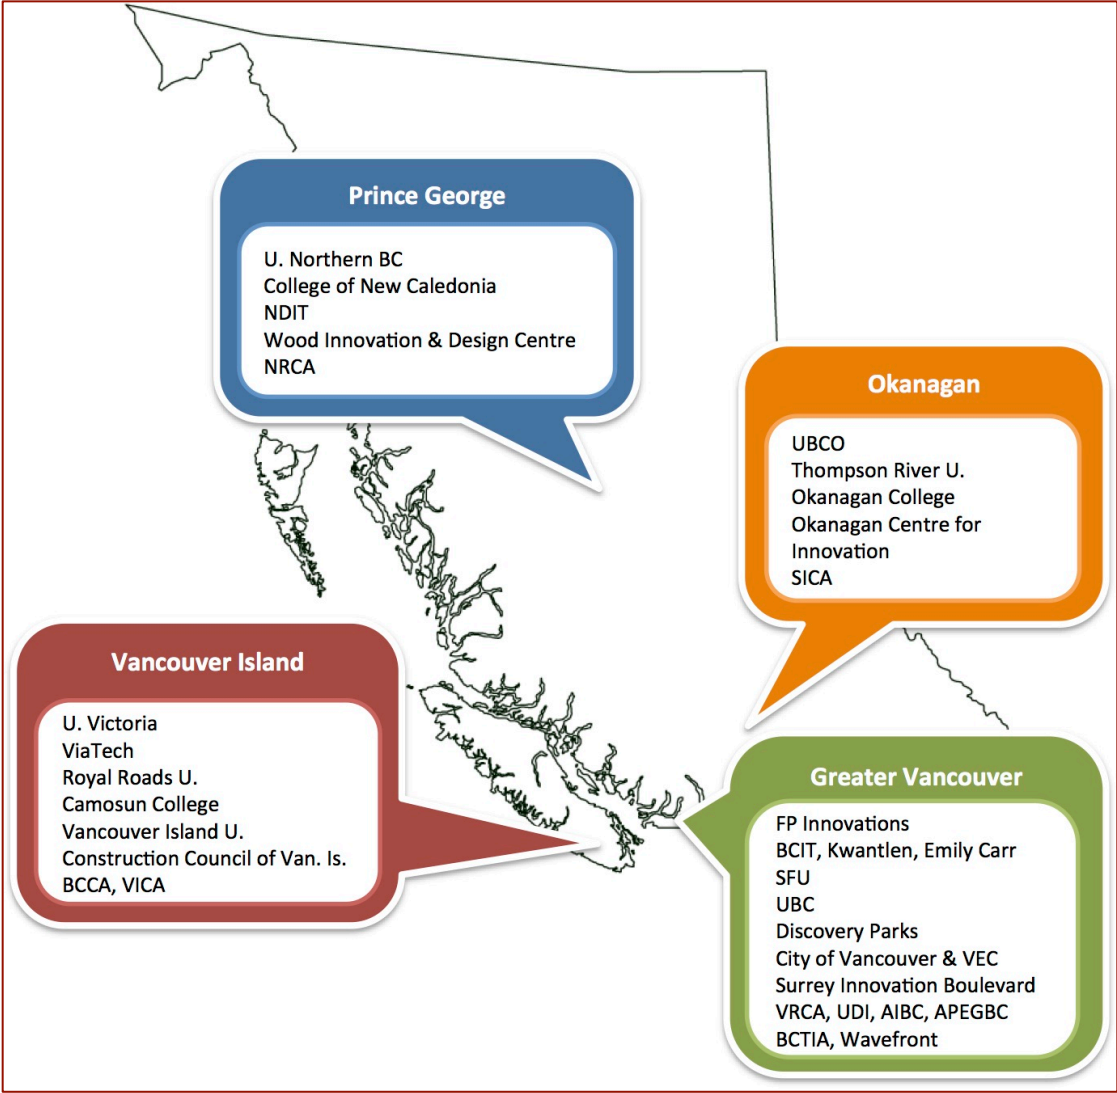 Prince George
U. Northern BC
College of New Caledonia
NDIT
Wood Innovation & Design Centre
NRCA
Okanagan
UBCO
Thompson River U.
Okanagan College
Okanagan Centre for
Innovation
SICA
Vancouver Island
U. Victoria
ViaTech
Royal Roads U.
Camosun College
Vancouver Island U.
Construction Council of Van. Is.
BCCA, VICA
Greater Vancouver
FP Innovations
BCIT, Kwantlen, Emily Carr
SFU
UBC
Discovery Parks
City of Vancouver & VEC
Surrey Innovation Boulevard
VRCA, UDI, AIBC, APEGBC
BCTIA, Wavefront